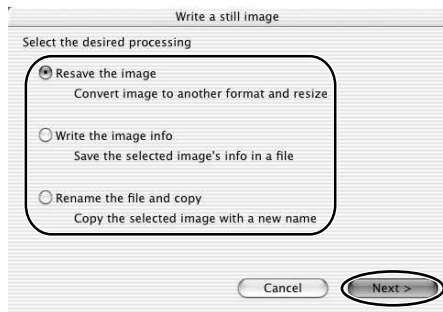 Write a still image
Select the desired processing
Resave the image
Convert image to another format and resize
Write the image info
Save the selected image's info in a file
Rename the file and copy
Copy the selected image with a new name
Cancel
Next >